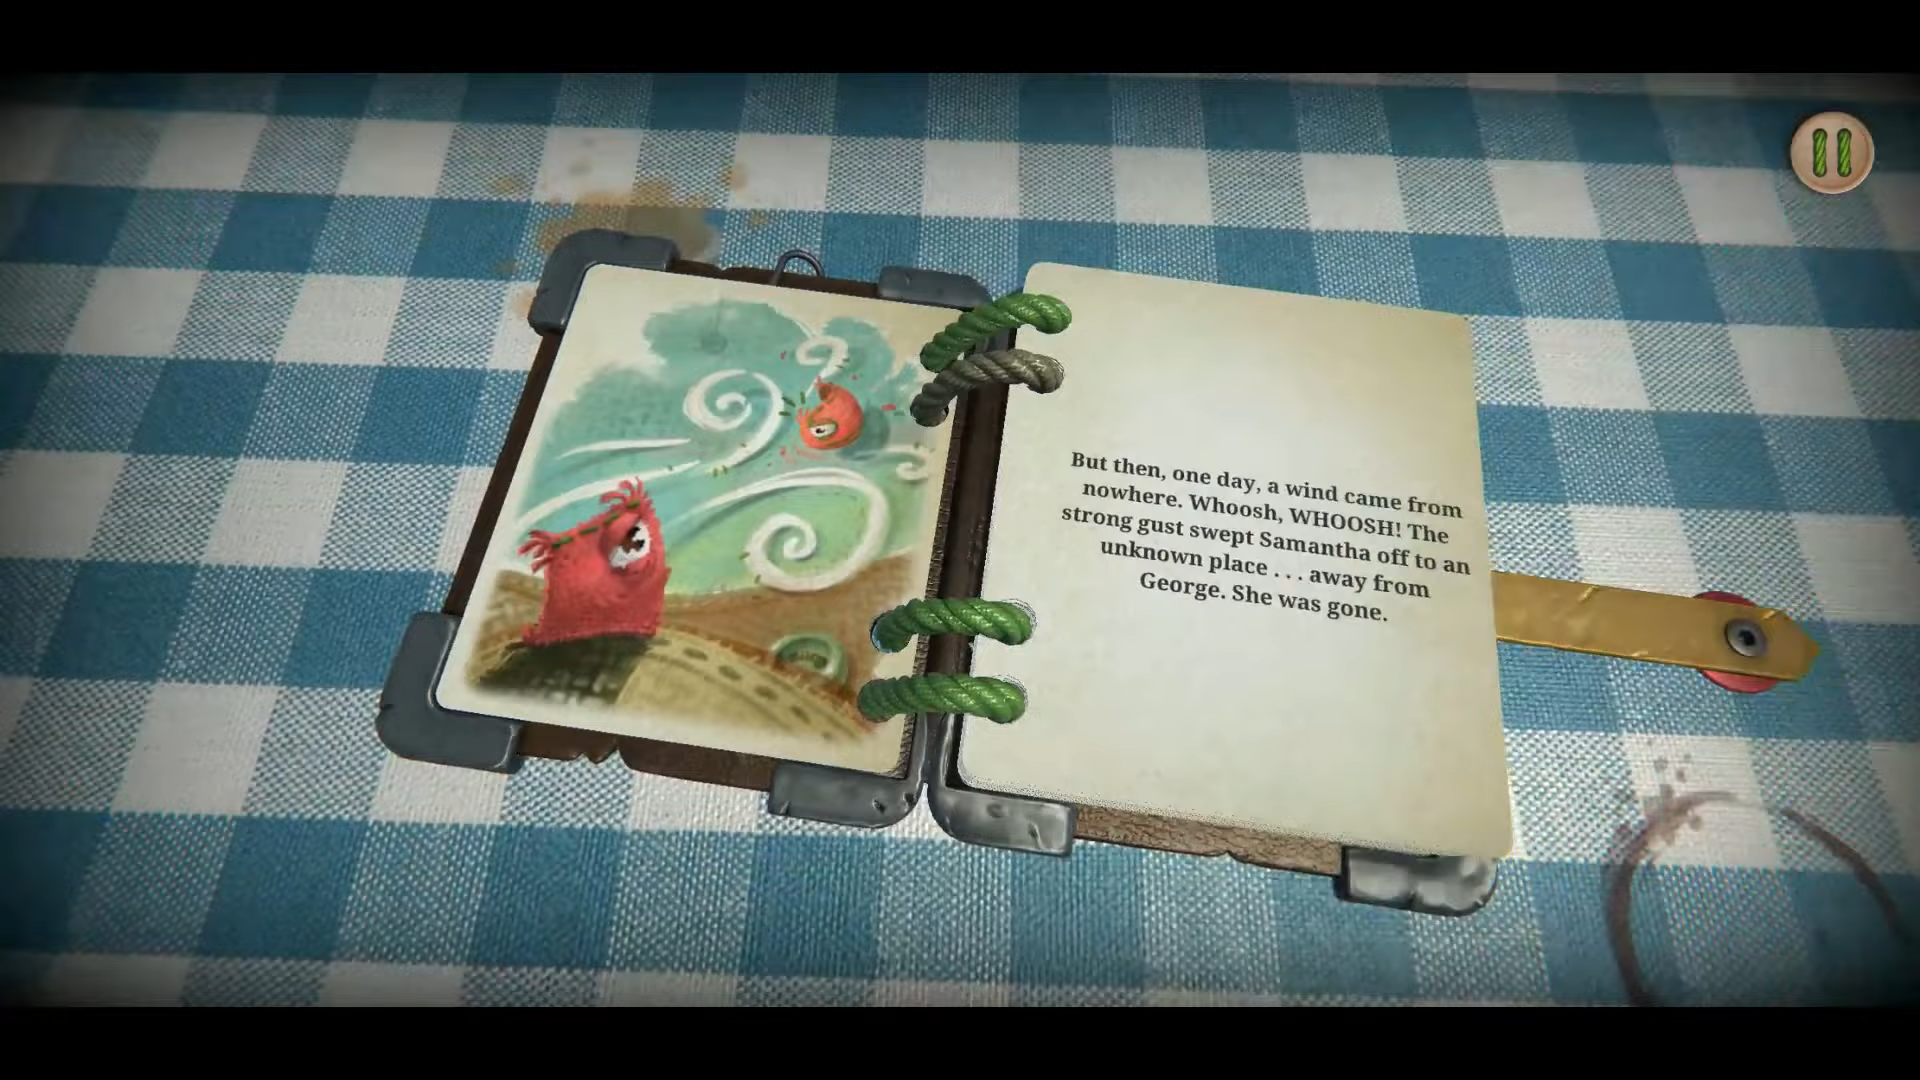 But then, one day, a wind came from
nowhere. Whoosh, WHOOSH! The
strong gust swept Samantha off to an
unknown place . . . away from
George. She was gone.